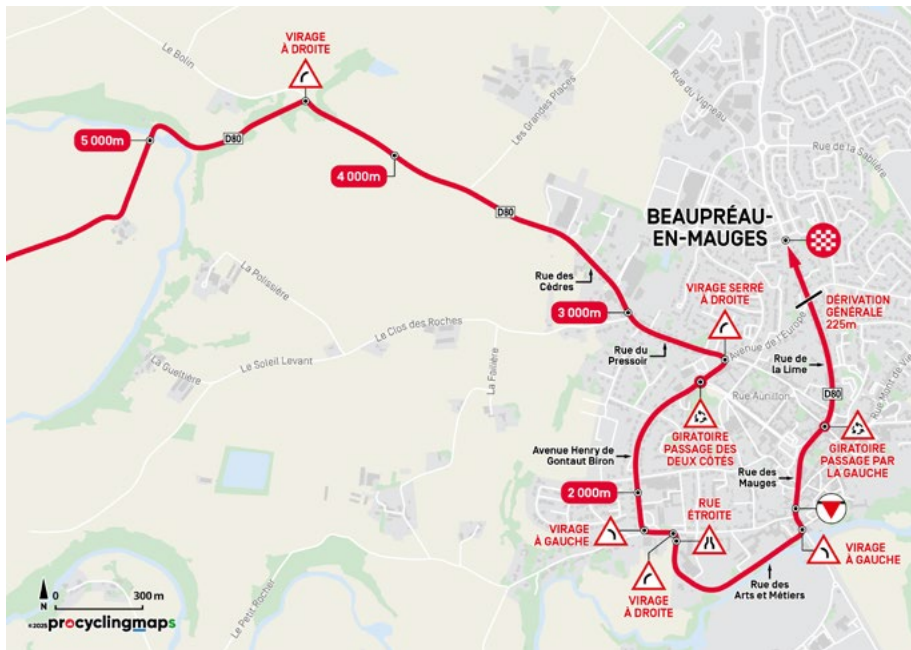 VIRAGE
À DROITE
Le Bolin
Rue du Vigneau
Les Grandes Places
5 000m
D80
4 000m
Rue de la Sablière
D80
BEAUPRÉAU-
EN-MAUGES
La Polissière
Rue des
Cèdres
VIRAGE SERRÉ
À DROITE
DÉRIVATION
GÉNÉRALE
225m
3 000m
Le Clos des Roches
Avenue de l'Europe
Rue du
Pressoir
Rue de
la Lime
La Gueltière
Le Soleil Levant
La Faillère
Rue Aunillon
D80
GIRATOIRE
PASSAGE DES
DEUX CÔTÉS
GIRATOIRE
PASSAGE PAR
LA GAUCHE
Avenue Henry de
Gontaut Biron
Rue des
Mauges
2 000m
RUE
ÉTROITE
VIRAGE
À GAUCHE
VIRAGE
À GAUCHE
VIRAGE
À DROITE
Rue des
Arts et Métiers
Le Petit Rocher
N
0 300 m
©2025 procyclingmaps